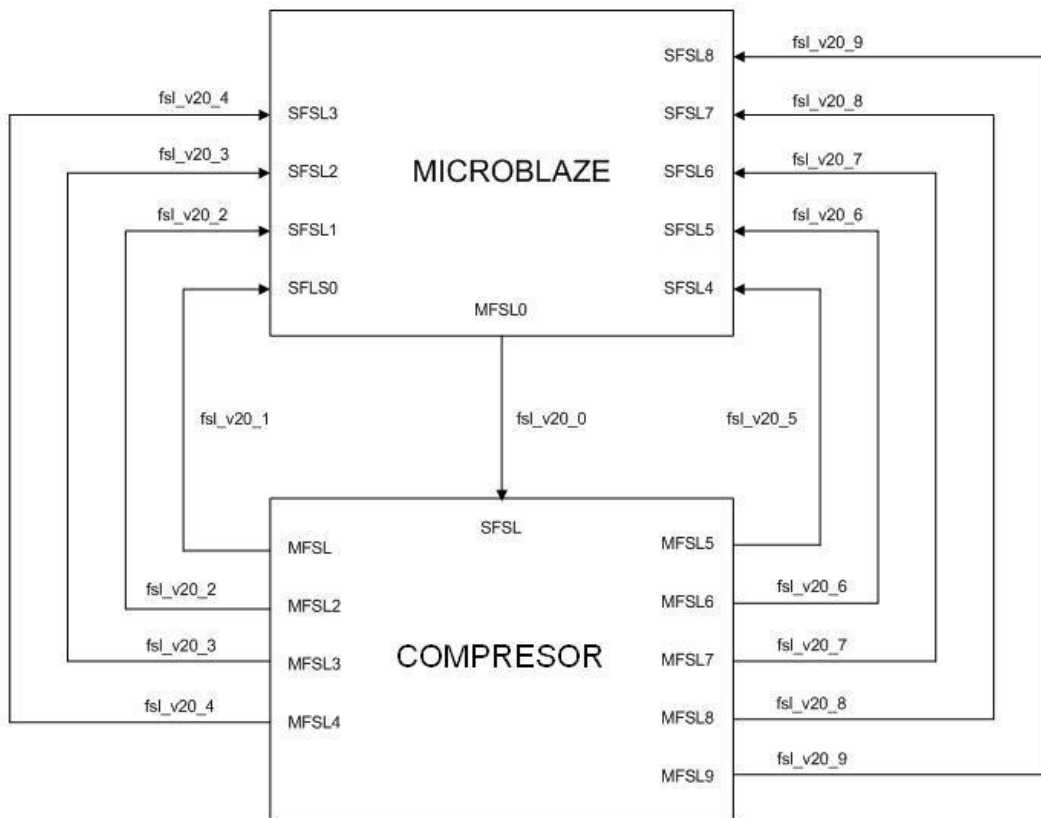 fsl_v20_9
SFSL8
fsl_v20_4
fsl_v20_8
SFSL3
SFSL7
fsl_v20_3
fsl_v20_7
SFSL2
MICROBLAZE
SFSL6
fsl_v20_2
fsl_v20_6
SFSL1
SFSL5
SFLS0
SFSL4
MFSL0
fsl_v20_1
fsl_v20_0
fsl_v20_5
SFSL
MFSL
MFSL5
fsl_v20_2
fsl_v20_6
MFSL2
MFSL6
fsl_v20_3
COMPRESOR
fsl_v20_7
MFSL3
MFSL7
fsl_v20_4
fsl_v20_8
MFSL4
MFSL8
fsl_v20_9
MFSL9